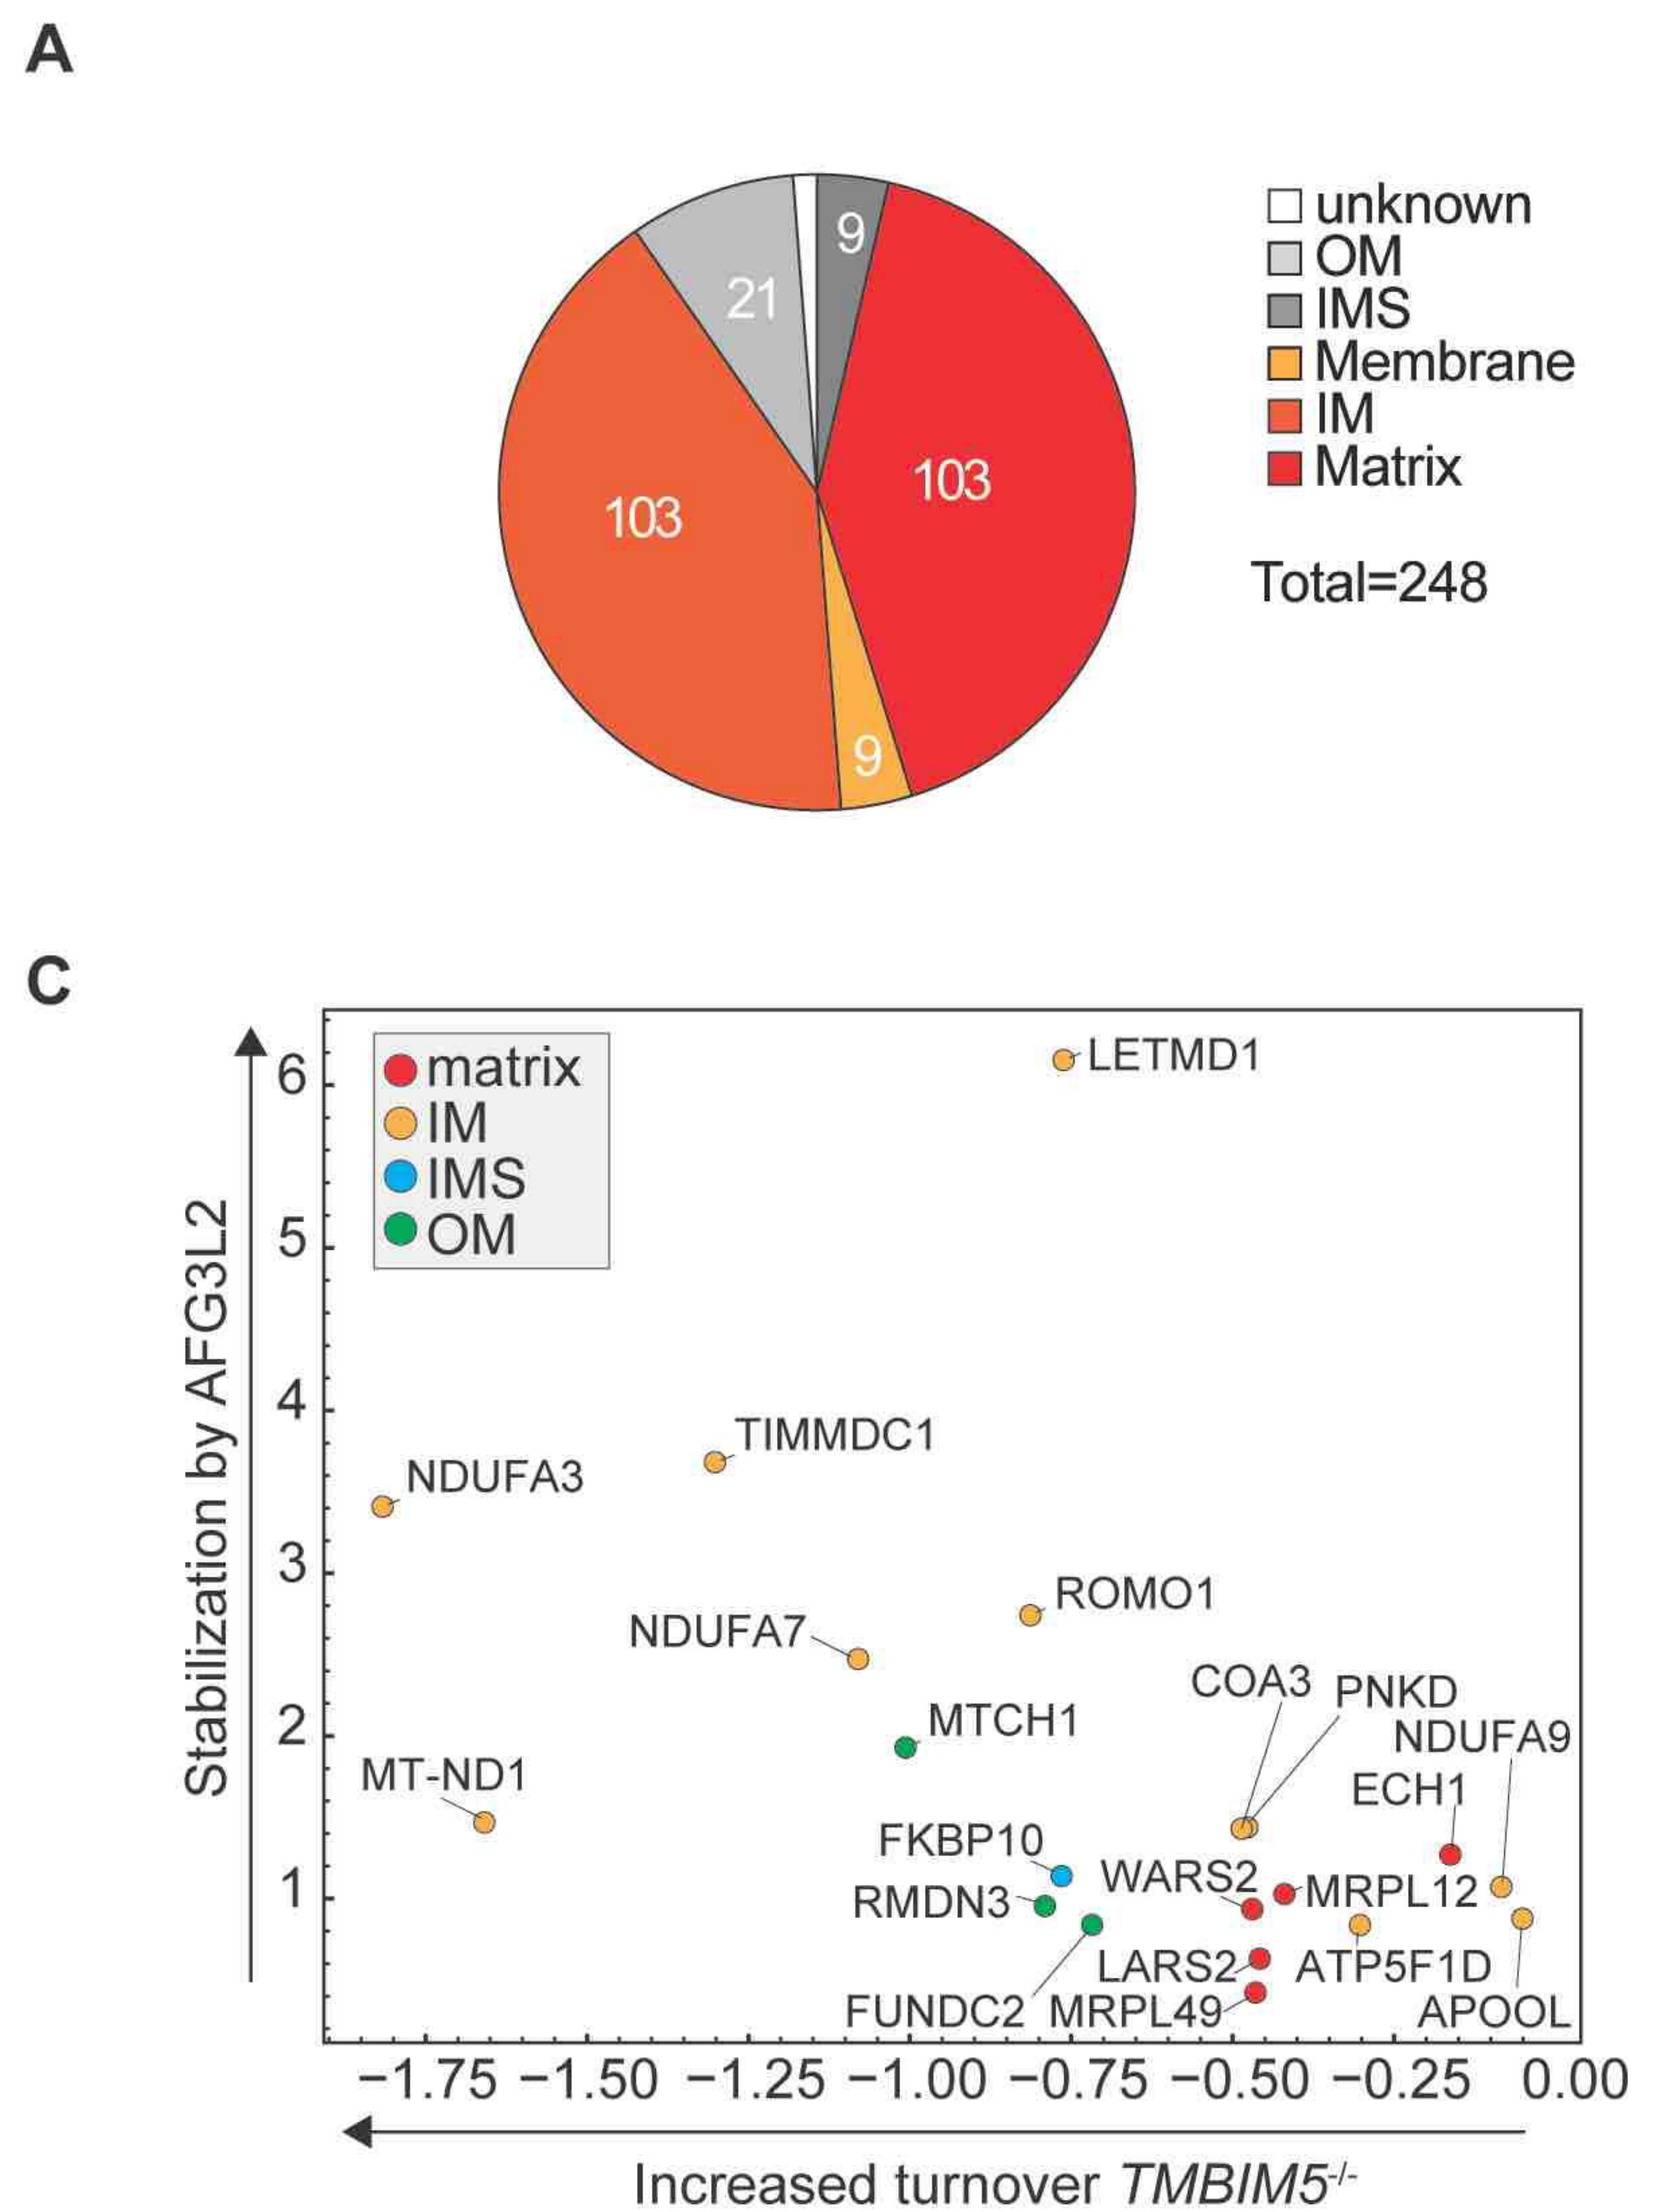 A
9
21
103
103
9
unknown
OM
IMS
Membrane
IM
Matrix
Total=248
C
Stabilization by AFG3L2
6
5
4
3
2
1
matrix
IM
IMS
OM
LETMD1
TIMMDC1
NDUFA3
ROMO1
NDUFA7
COA3
PNKD
MTCH1
NDUFA9
MT-ND1
ECH1
FKBP10
WARS2
MRPL12
RMDN3
LARS2
ATP5F1D
FUNDC2
MRPL49
APOOL
−1.75 −1.50 −1.25 −1.00 −0.75 −0.50 −0.25 0.00
Increased turnover TMBIM5-/-